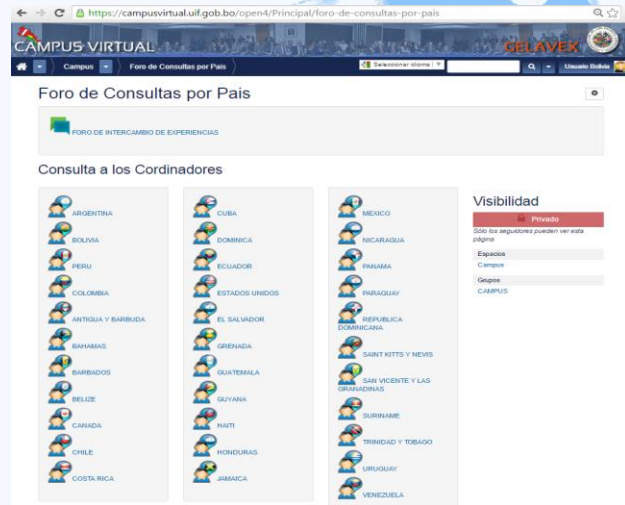 https://campusvirtual.uif.gob.bo/open4/Principal/foro-de-consultas-por-pais
CAMPUS VIRTUAL
GELAVEX
Campus
Foro de Consultas por Pais
Seleccionar idioma
Usuario Bolivia
Foro de Consultas por Pais
FORO DE INTERCAMBIO DE EXPERIENCIAS
Consulta a los Cordinadores
ARGENTINA
BOLIVIA
PERU
COLOMBIA
ANTIGUA Y BARBUDA
BAHAMAS
BARBADOS
BELIZE
CANADA
CHILE
COSTA RICA
CUBA
DOMINICA
ECUADOR
ESTADOS UNIDOS
EL SALVADOR
GRENADA
GUATEMALA
GUYANA
HAITI
HONDURAS
JAMAICA
MEXICO
NICARAGUA
PANAMA
PARAGUAY
REPUBLICA
DOMINICANA
SAINT KITTS Y NEVIS
SAN VICENTE Y LAS
GRANADINAS
SURINAME
TRINIDAD Y TOBAGO
URUGUAY
VENEZUELA
Visibilidad
Privado
Sólo los seguidores pueden ver esta
página
Espacios
Campus
Grupos
CAMPUS